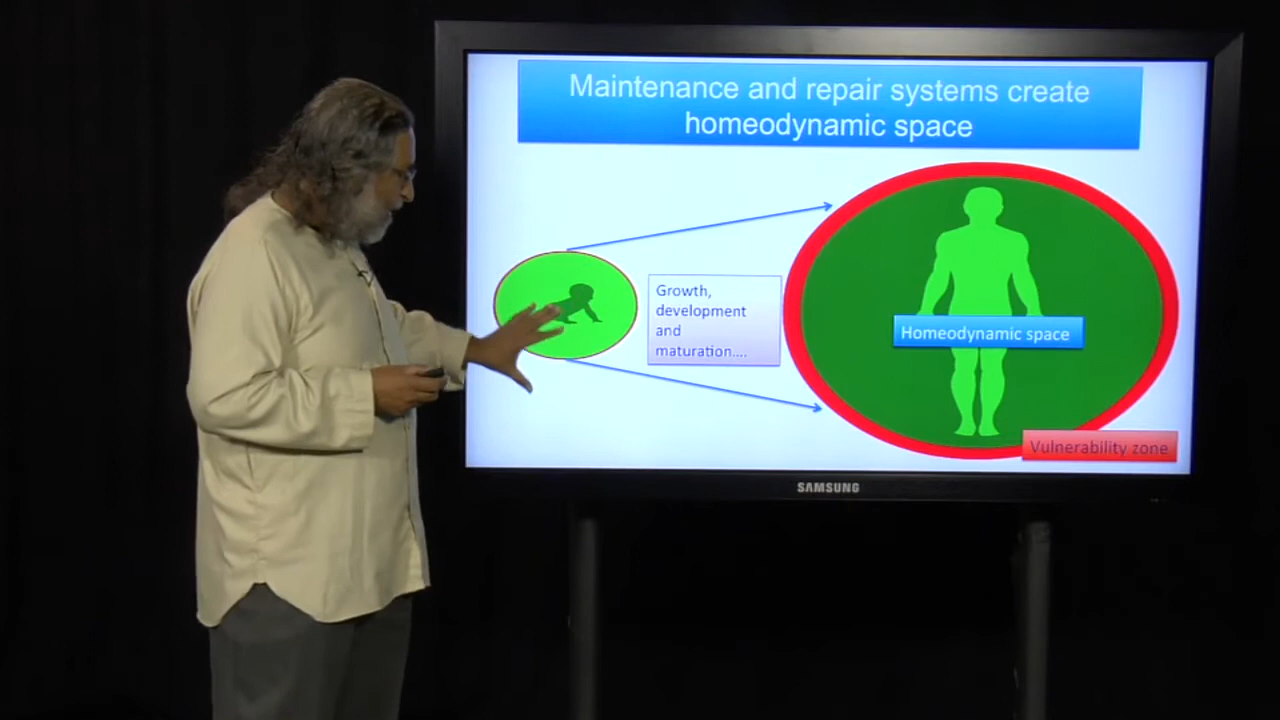 Maintenance and repair systems create
homeodynamic space
Growth,
development
and
maturation....
Homeodynamic space
Vulnerability zone
SAMSUNG